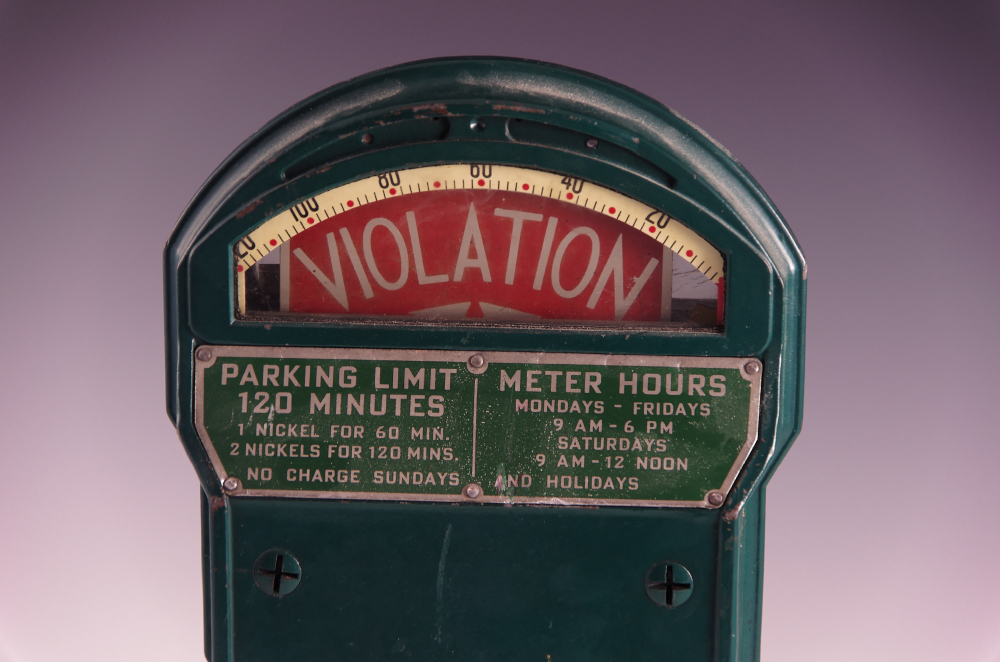 20 100 80 60 40 20
VIOLATION
PARKING LIMIT
120 MINUTES
1 NICKEL FOR 60 MIN.
2 NICKELS FOR 120 MINS.
METER HOURS
MONDAYS - FRIDAYS
9 AM - 6 PM
SATURDAYS
9 AM - 12 NOON
NO CHARGE SUNDAYS AND HOLIDAYS